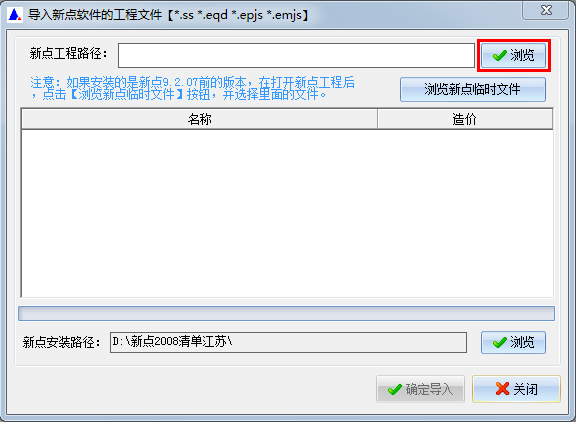 导入新点软件的工程文件【*.ss *.eqd *.epjs *.emjs】
新点工程路径： 浏览
注意：如果安装的是新点9.2.07前的版本，在打开新点工程后
，点击【浏览新点临时文件】按钮，并选择里面的文件。
浏览新点临时文件
名称 造价
新点安装路径： D:\新点2008清单江苏\ 浏览
确定导入 关闭